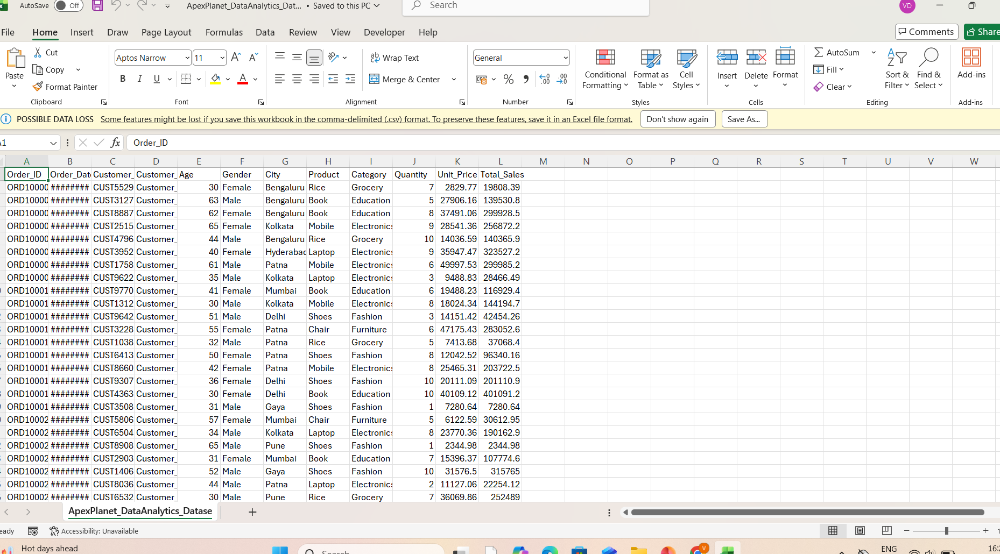 AutoSave Off ApexPlanet_DataAnalytics_Dat... • Saved to this PC Search VD
File Home Insert Draw Page Layout Formulas Data Review View Developer Help Comments Share
Paste Cut Copy Format Painter Clipboard
Aptos Narrow 11 B I U A Font
Wrap Text Merge & Center Alignment
General % Number
Conditional Formatting Format as Table Cell Styles Styles
Insert Delete Format Cells
AutoSum Fill Clear Sort & Filter Find & Select Editing
Add-ins Add-ins
POSSIBLE DATA LOSS Some features might be lost if you save this workbook in the comma-delimited (.csv) format. To preserve these features, save it in an Excel file format. Don't show again Save As...
fx Order_ID
A B C D E F G H I J K L M N O P Q R S T U V W
Order_ID Order_Dat Customer_ Customer_ Age Gender City Product Category Quantity Unit_Price Total_Sales
ORD10000 ######## CUST5529 Customer_ 30 Female Bengaluru Rice Grocery 7 2829.77 19808.39
ORD10000 ######## CUST3127 Customer_ 63 Male Bengaluru Book Education 5 27906.16 139530.8
ORD10000 ######## CUST8887 Customer_ 62 Female Bengaluru Book Education 8 37491.06 299928.5
ORD10000 ######## CUST2515 Customer_ 65 Female Kolkata Mobile Electronics 9 28541.36 256872.2
ORD10000 ######## CUST4796 Customer_ 44 Male Bengaluru Rice Grocery 10 14036.59 140365.9
ORD10000 ######## CUST3952 Customer_ 40 Female Hyderabad Laptop Electronics 9 35947.47 323527.2
ORD10000 ######## CUST1758 Customer_ 61 Male Patna Mobile Electronics 6 49997.53 299985.2
ORD10000 ######## CUST9622 Customer_ 35 Male Kolkata Laptop Electronics 3 9488.83 28466.49
ORD10001 ######## CUST9770 Customer_ 41 Female Mumbai Book Education 6 19488.23 116929.4
ORD10001 ######## CUST1312 Customer_ 30 Male Kolkata Mobile Electronics 8 18024.34 144194.7
ORD10001 ######## CUST9642 Customer_ 51 Male Delhi Shoes Fashion 3 14151.42 42454.26
ORD10001 ######## CUST3228 Customer_ 55 Female Patna Chair Furniture 6 47175.43 283052.6
ORD10001 ######## CUST1038 Customer_ 32 Male Patna Rice Grocery 5 7413.68 37068.4
ORD10001 ######## CUST6413 Customer_ 50 Female Patna Shoes Fashion 8 12042.52 96340.16
ORD10001 ######## CUST8660 Customer_ 42 Female Patna Mobile Electronics 8 25465.31 203722.5
ORD10001 ######## CUST9307 Customer_ 36 Female Delhi Shoes Fashion 10 20111.09 201110.9
ORD10001 ######## CUST4363 Customer_ 30 Female Delhi Book Education 10 40109.12 401091.2
ORD10001 ######## CUST3508 Customer_ 31 Male Gaya Shoes Fashion 1 7280.64 7280.64
ORD10002 ######## CUST5806 Customer_ 57 Female Mumbai Chair Furniture 5 6122.59 30612.95
ORD10002 ######## CUST6504 Customer_ 34 Male Kolkata Laptop Electronics 8 23770.36 190162.9
ORD10002 ######## CUST8908 Customer_ 65 Male Pune Shoes Fashion 1 2344.98 2344.98
ORD10002 ######## CUST2903 Customer_ 31 Female Mumbai Book Education 7 15396.37 107774.6
ORD10002 ######## CUST1406 Customer_ 52 Male Gaya Shoes Fashion 10 31576.5 315765
ORD10002 ######## CUST8036 Customer_ 44 Male Patna Laptop Electronics 2 11127.06 22254.12
ORD10002 ######## CUST6532 Customer_ 30 Male Pune Rice Grocery 7 36069.86 252489
ApexPlanet_DataAnalytics_Datase
Accessibility: Unavailable
Hot days ahead Search ENG